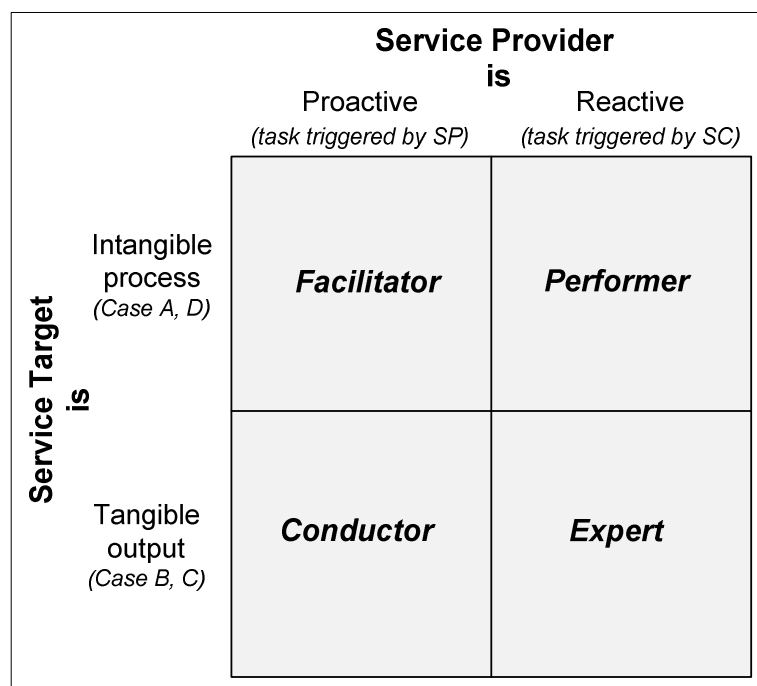 Service Provider
is
Proactive
(task triggered by SP)
Reactive
(task triggered by SC)
Service Target
is
Intangible
process
(Case A, D)
Facilitator
Performer
Tangible
output
(Case B, C)
Conductor
Expert